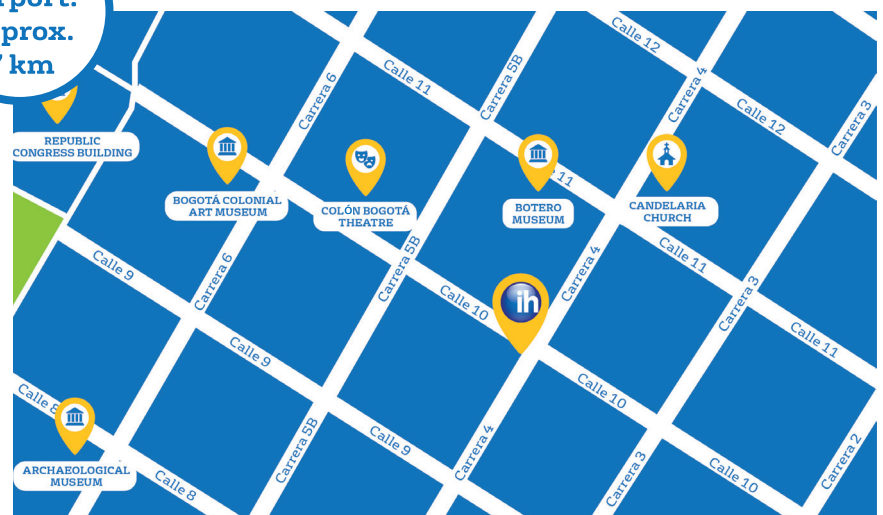 rport:
prox.
km
Calle 12
Calle 11
Carrera 6
Carrera 5B
Carrera 4
Calle 12
Carrera 3
REPUBLIC
CONGRESS BUILDING
BOGOTÁ COLONIAL
ART MUSEUM
COLÓN BOGOTÁ
THEATRE
11
BOTERO
MUSEUM
CANDELARIA
CHURCH
Calle 9
Carrera 6
Carrera 5B
Calle 10
ih
Carrera 4
Calle 11
Carrera 3
Calle 11
Calle 9
Calle 8
Calle 10
ARCHAEOLOGICAL
MUSEUM
Calle 8
Carrera 5B
Calle 9
Carrera 4
Carrera 3
Calle 10
Carrera 2